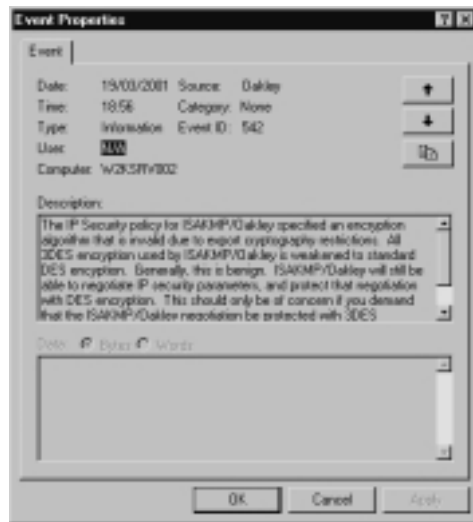 Event Properties
Event
Date: 19/03/2001 Source: Oakley
Time: 18:56 Category: None
Type: Information Event ID: 542
User: N/A
Computer: W2KSRV002
Description:
The IP Security policy for ISAKMP/Oakley specified an encryption
algorithm that is invalid due to export cryptography restrictions. All
3DES encryption used by ISAKMP/Oakley is weakened to standard
DES encyption. Generally, this is benign. ISAKMP/Oakley will still be
able to negotiate IP security parameters, and protect that negotiation
with DES encyption. This should only be of concern if you demand
that the ISAKMP/Oakley negotiation be protected with 3DES
Data: Bytes Words
OK Cancel Apply